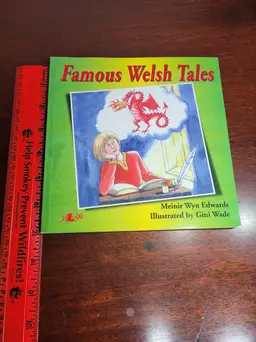 Famous Welsh Tales
Meinir Wyn Edwards
Illustrated by Gini Wade
Help Smokey Prevent Wildfires!